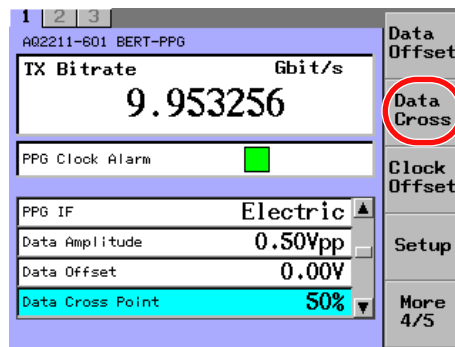 1 2 3
AQ2211-601 BERT-PPG
TX Bitrate Gbit/s
9.953256
PPG Clock Alarm
PPG IF Electric
Data Amplitude 0.50Vpp
Data Offset 0.00V
Data Cross Point 50%
Data
Offset
Data
Cross
Clock
Offset
Setup
More
4/5